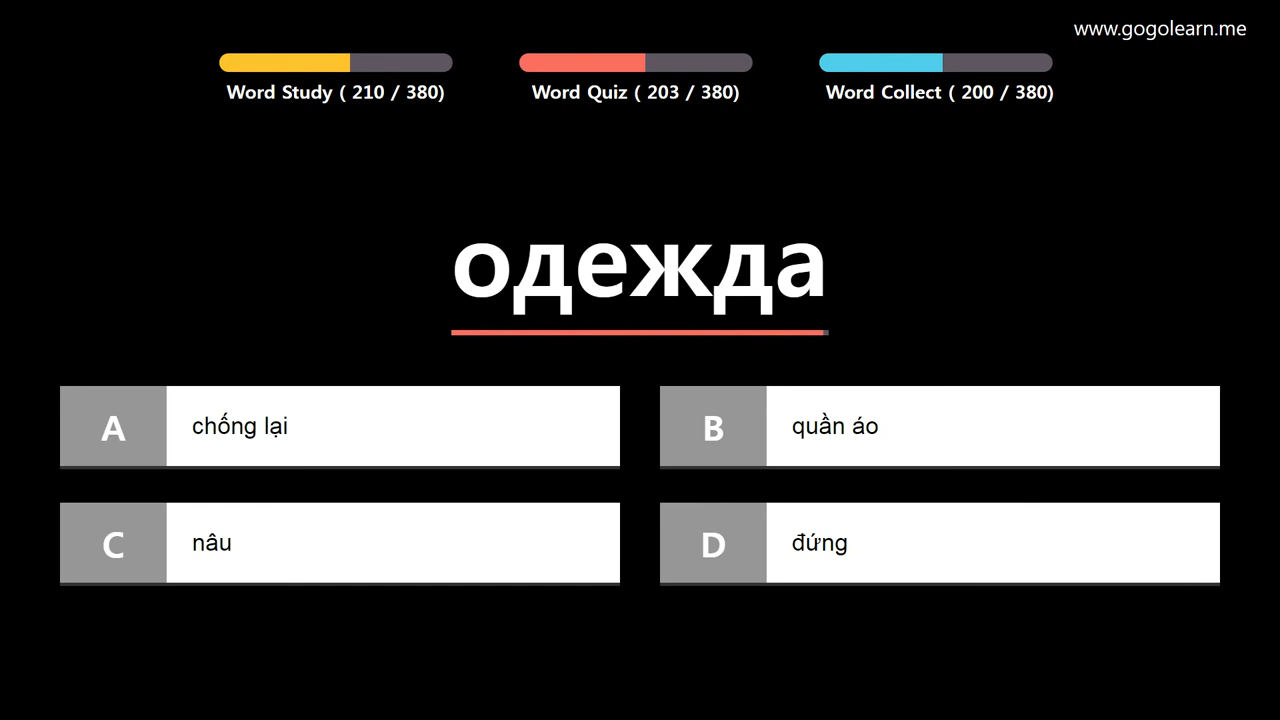 www.gogolearn.me
Word Study ( 210 / 380)
Word Quiz ( 203 / 380)
Word Collect ( 200 / 380)
одежда
A chống lại
B quần áo
C nâu
D đứng